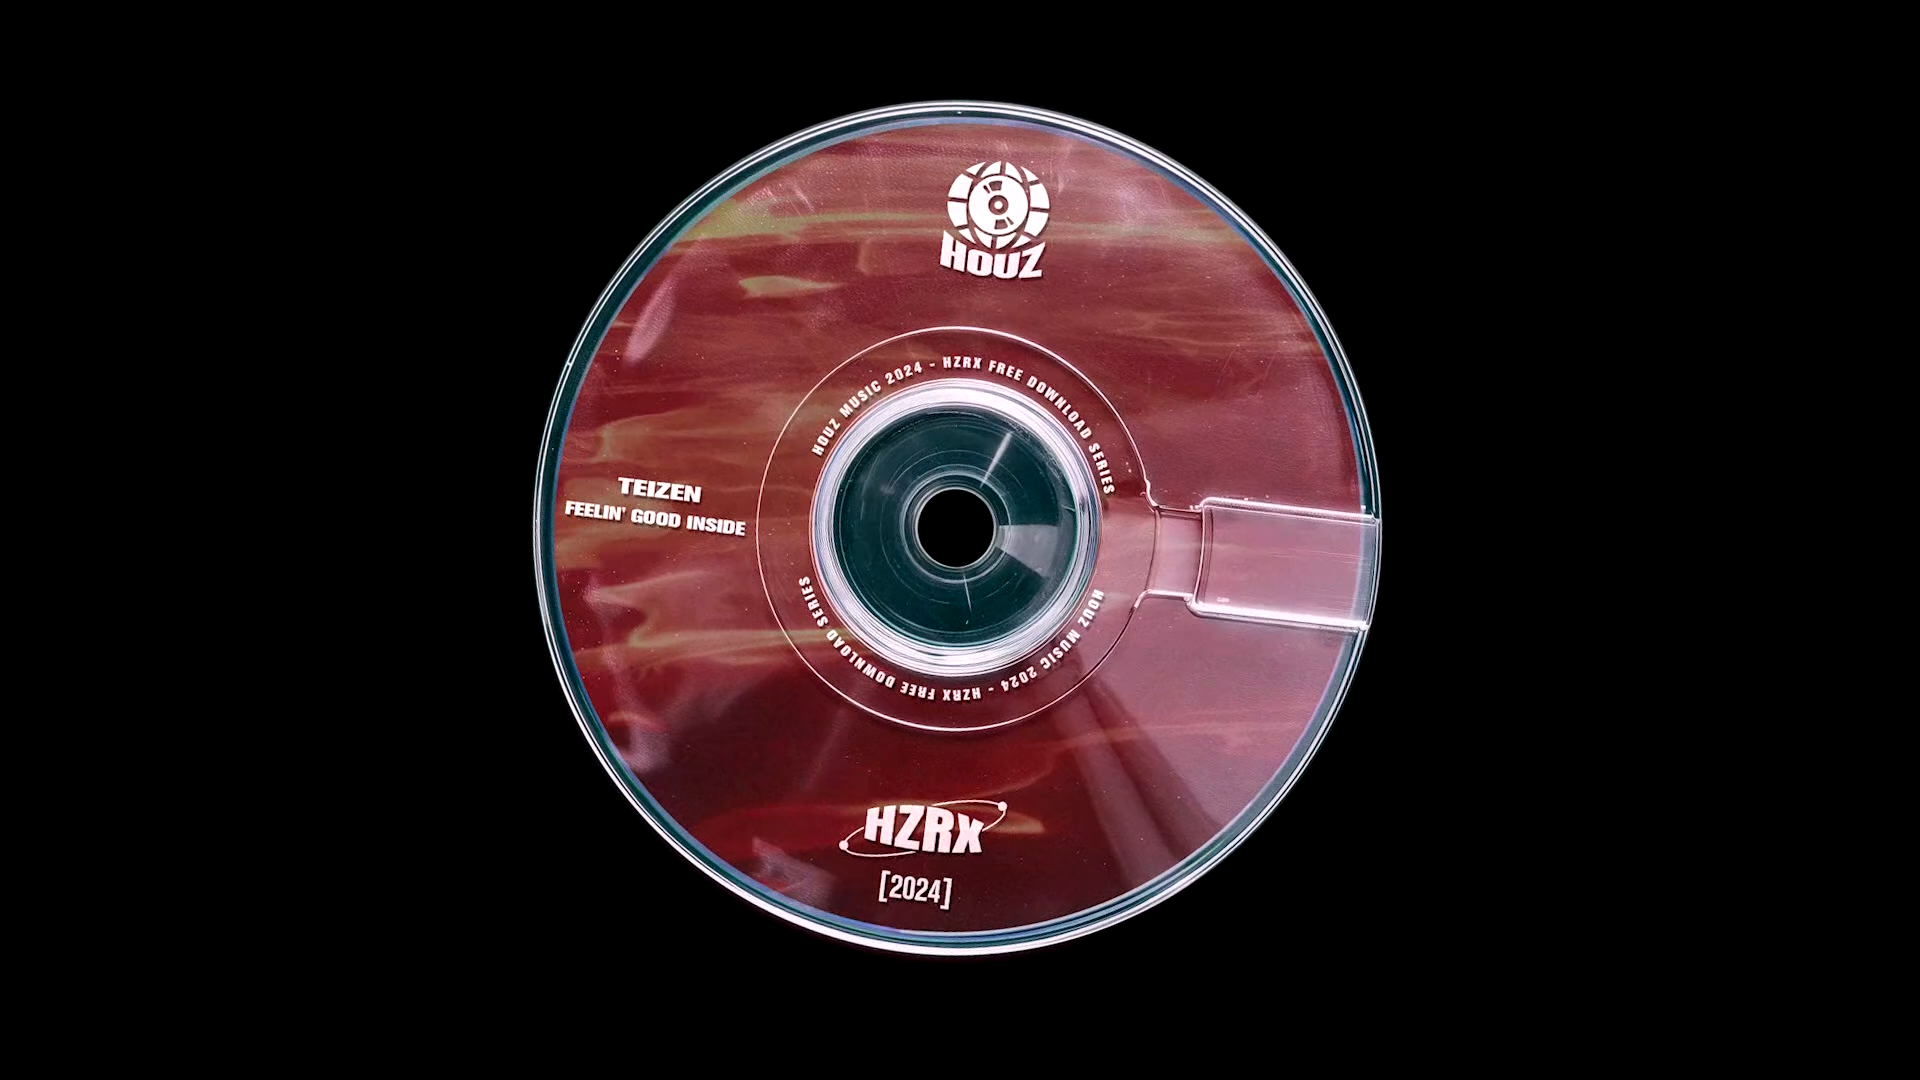 HOUZ
HOUZ MUSIC 2024 - HZRX FREE DOWNLOAD SERIES
TEIZEN
FEELIN' GOOD INSIDE
HOUZ MUSIC 2024 - HZRX FREE DOWNLOAD SERIES
HZRX
[2024]